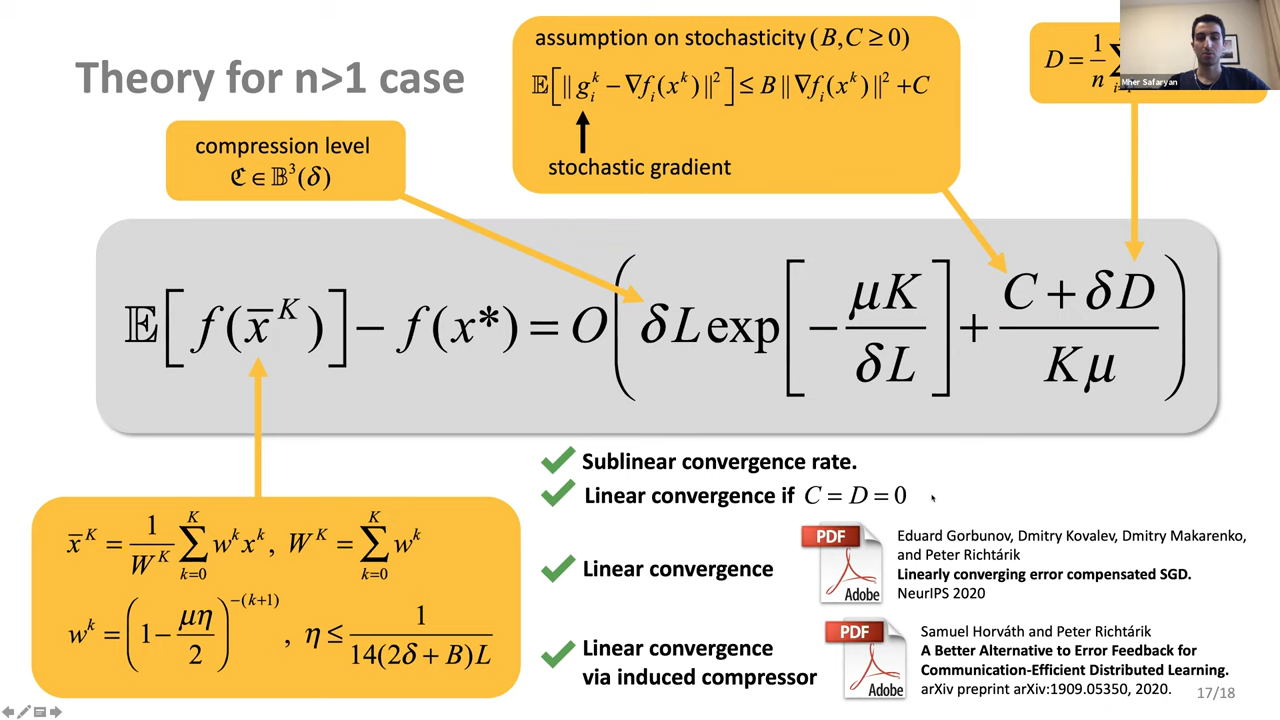 Theory for n>1 case
compression level
ℭ ∈ 𝔹³(δ)
assumption on stochasticity (B,C ≥ 0)
𝔼[‖g_i^k − ∇f_i(x^k)‖²] ≤ B‖∇f_i(x^k)‖² + C
stochastic gradient
D = 1/n ∑
Mher Safaryan
𝔼[f(x̄^K)] − f(x*) = O(δL exp[−μK/δL] + (C + δD)/Kμ)
x̄^K = 1/W^K ∑_{k=0}^K w^k x^k, W^K = ∑_{k=0}^K w^k
w^k = (1 − μη/2)^{−(k+1)}, η ≤ 1/(14(2δ + B)L)
Sublinear convergence rate.
Linear convergence if C = D = 0
Linear convergence
PDF
Adobe
Eduard Gorbunov, Dmitry Kovalev, Dmitry Makarenko,
and Peter Richtárik
Linearly converging error compensated SGD.
NeurIPS 2020
Linear convergence
via induced compressor
PDF
Adobe
Samuel Horváth and Peter Richtárik
A Better Alternative to Error Feedback for
Communication-Efficient Distributed Learning.
arXiv preprint arXiv:1909.05350, 2020.
17/18